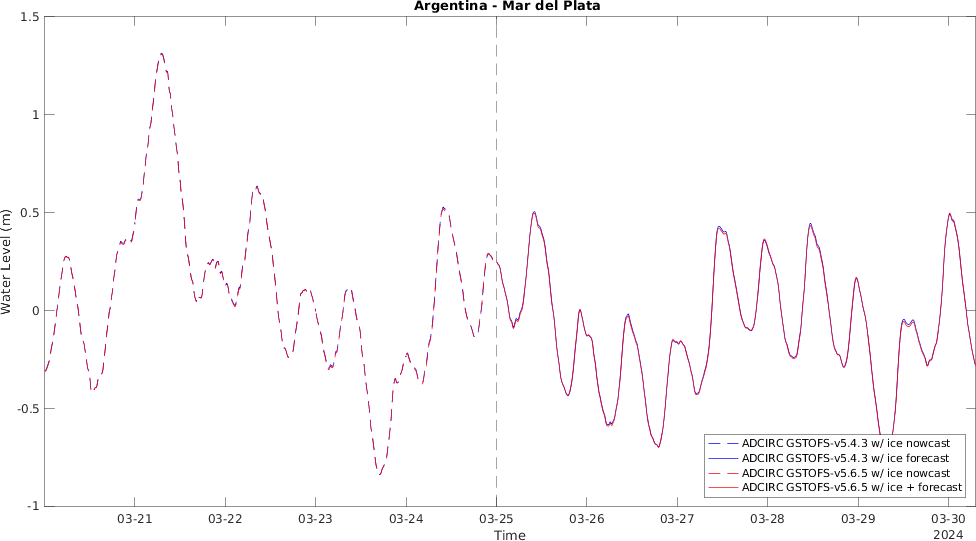 Argentina - Mar del Plata
1.5
1
0.5
0
-0.5
-1
Water Level (m)
03-21 03-22 03-23 03-24 03-25 03-26 03-27 03-28 03-29 03-30
Time
2024
ADCIRC GSTOFS-v5.4.3 w/ ice nowcast
ADCIRC GSTOFS-v5.4.3 w/ ice forecast
ADCIRC GSTOFS-v5.6.5 w/ ice nowcast
ADCIRC GSTOFS-v5.6.5 w/ ice + forecast